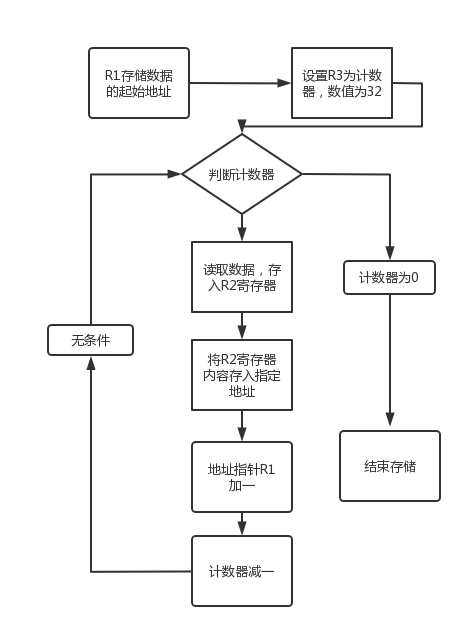 R1存储数据
的起始地址
设置R3为计数
器，数值为32
判断计数器
读取数据，存
入R2寄存器
计数器为0
无条件
将R2寄存器
内容存入指定
地址
地址指针R1
加一
结束存储
计数器减一